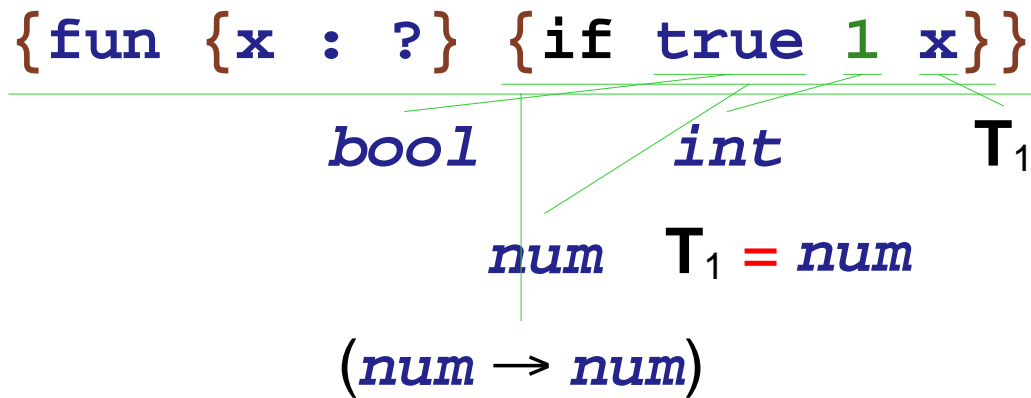 {fun {x : ?} {if true 1 x}}
bool int T₁
num T₁ = num
(num → num)